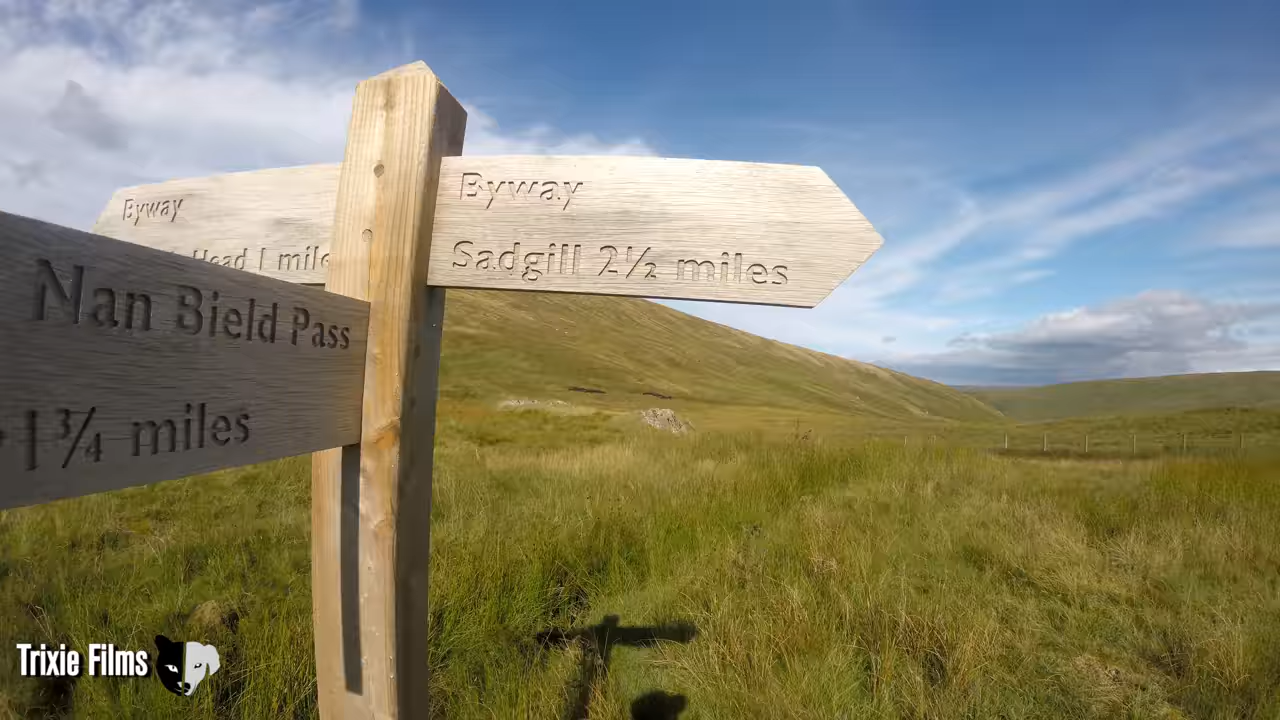 Byway
Head 1 mile
Byway
Sadgill 2½ miles
Nan Bield Pass
1¾ miles
Trixie Films